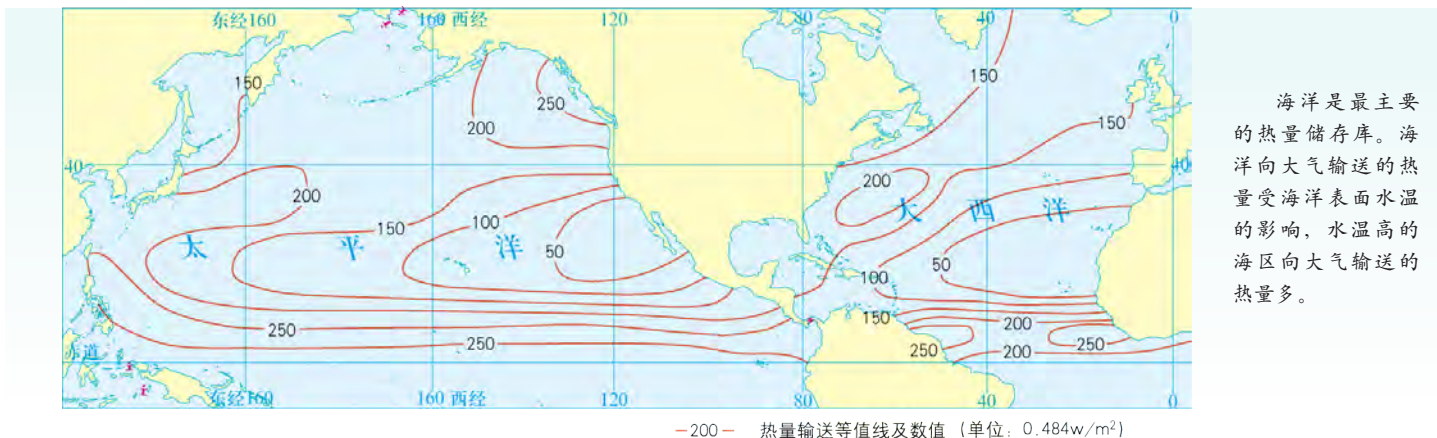 东经160
160 西经
120
80
40
0
150
150
250
150
200
40
40
200
200
大 西 洋
太 平 洋
150
100
50
100
50
150
200
250
250
250
250
200
赤道
东经160
160 西经
120
80
40
0
海洋是最主要
的热量储存库。海
洋向大气输送的热
量受海洋表面水温
的影响，水温高的
海区向大气输送的
热量多。
—200— 热量输送等值线及数值（单位：0.484w/m²）